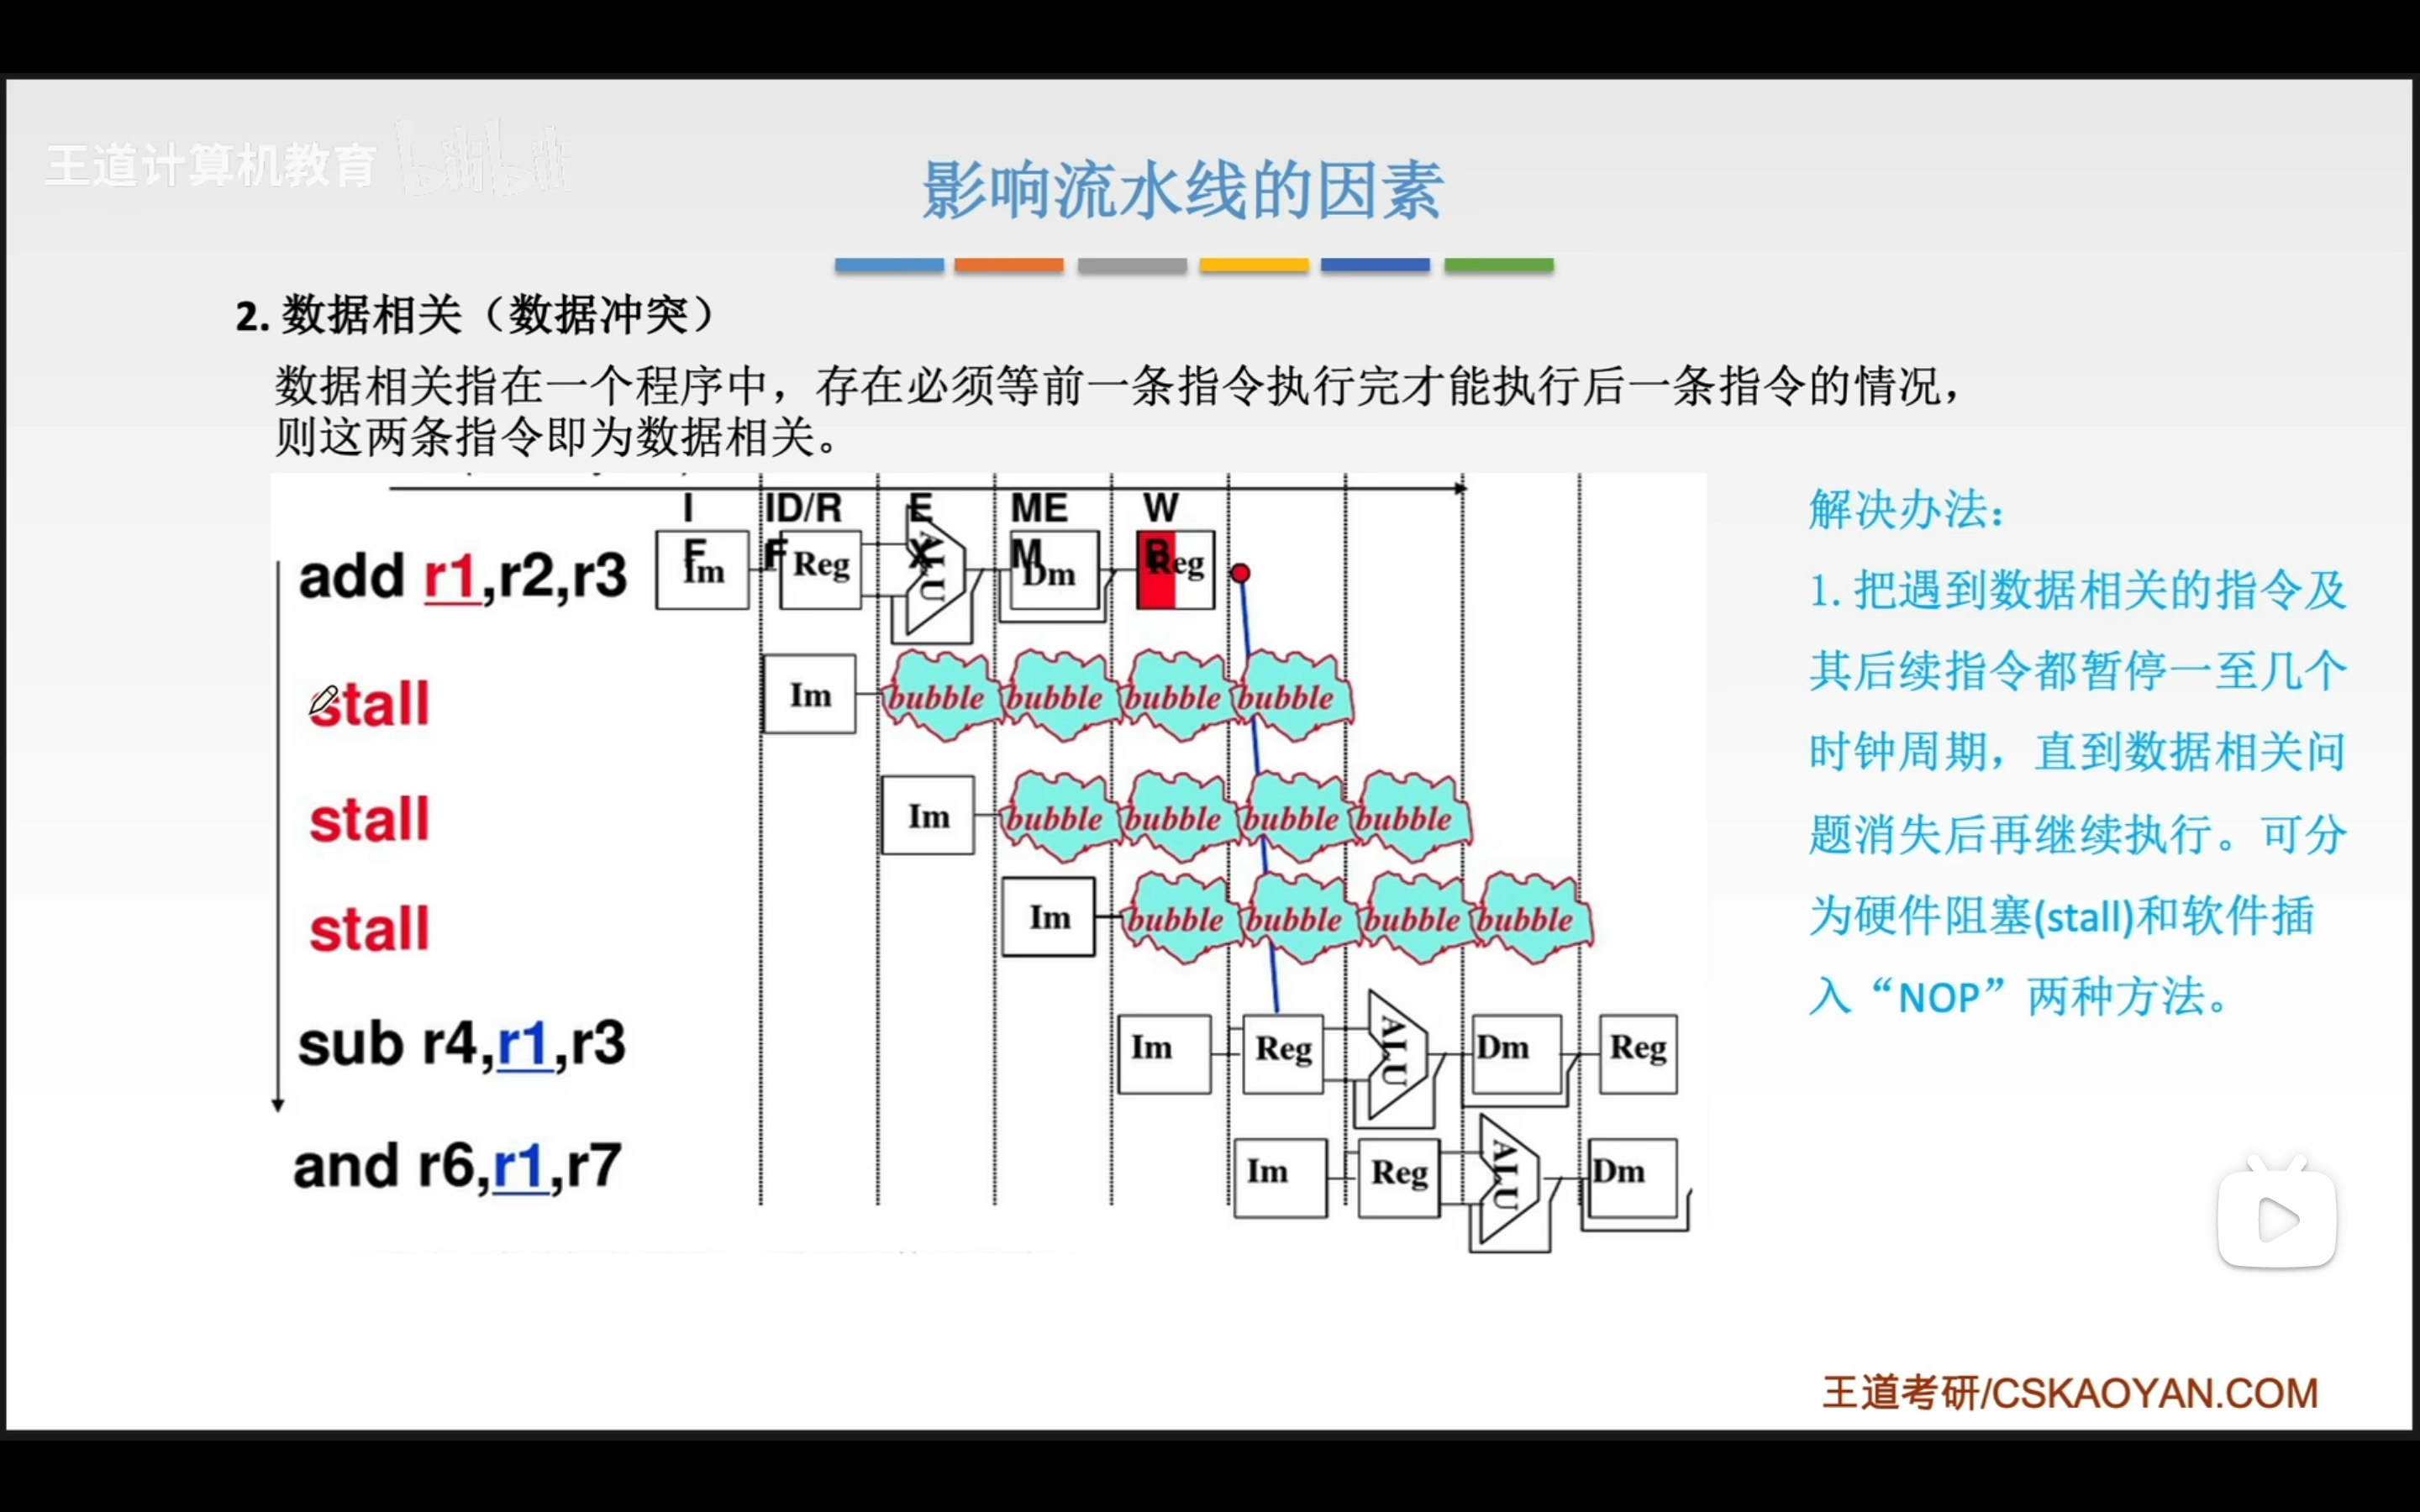 王道计算机教育 bilibili
影响流水线的因素
2. 数据相关（数据冲突）
数据相关指在一个程序中，存在必须等前一条指令执行完才能执行后一条指令的情况，
则这两条指令即为数据相关。
IF ID/RF EX MEM WB
add r1,r2,r3 Im Reg ALU Dm Reg
stall Im bubble bubble bubble bubble
stall Im bubble bubble bubble bubble
stall Im bubble bubble bubble bubble
sub r4,r1,r3 Im Reg ALU Dm Reg
and r6,r1,r7 Im Reg ALU Dm
解决办法：
1. 把遇到数据相关的指令及
其后续指令都暂停一至几个
时钟周期，直到数据相关问
题消失后再继续执行。可分
为硬件阻塞(stall)和软件插
入“NOP”两种方法。
王道考研/CSKAOYAN.COM